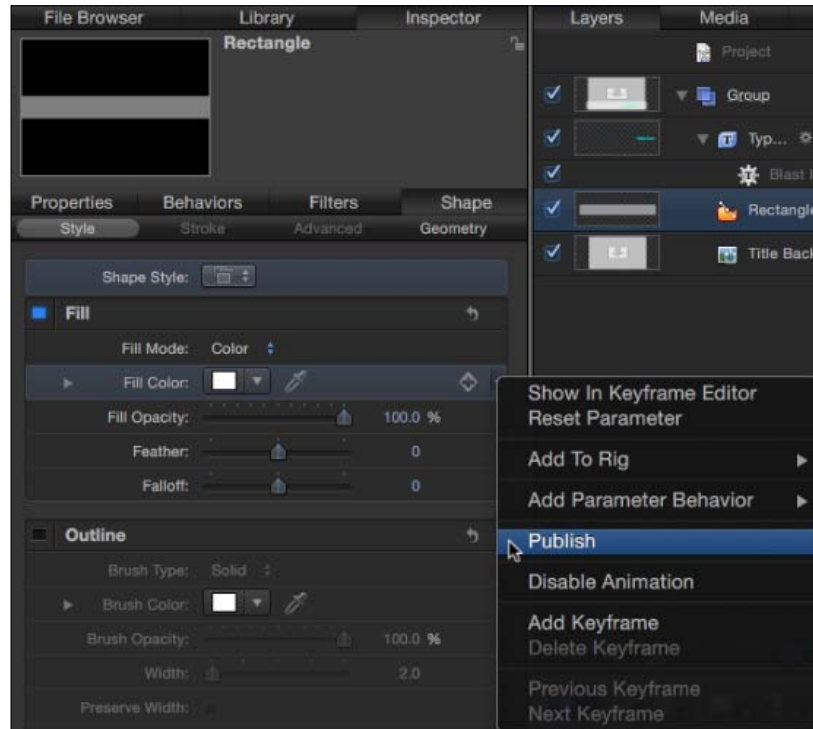 File Browser Library Inspector Layers Media
Rectangle
Project
Group
Typ...
Blast
Rectangle
Title Back
Properties Behaviors Filters Shape
Style Stroke Advanced Geometry
Shape Style:
Fill
Fill Mode: Color
Fill Color:
Fill Opacity: 100.0 %
Feather: 0
Falloff: 0
Outline
Brush Type: Solid
Brush Color:
Brush Opacity: 100.0 %
Width: 2.0
Preserve Width:
Show In Keyframe Editor
Reset Parameter
Add To Rig
Add Parameter Behavior
Publish
Disable Animation
Add Keyframe
Delete Keyframe
Previous Keyframe
Next Keyframe